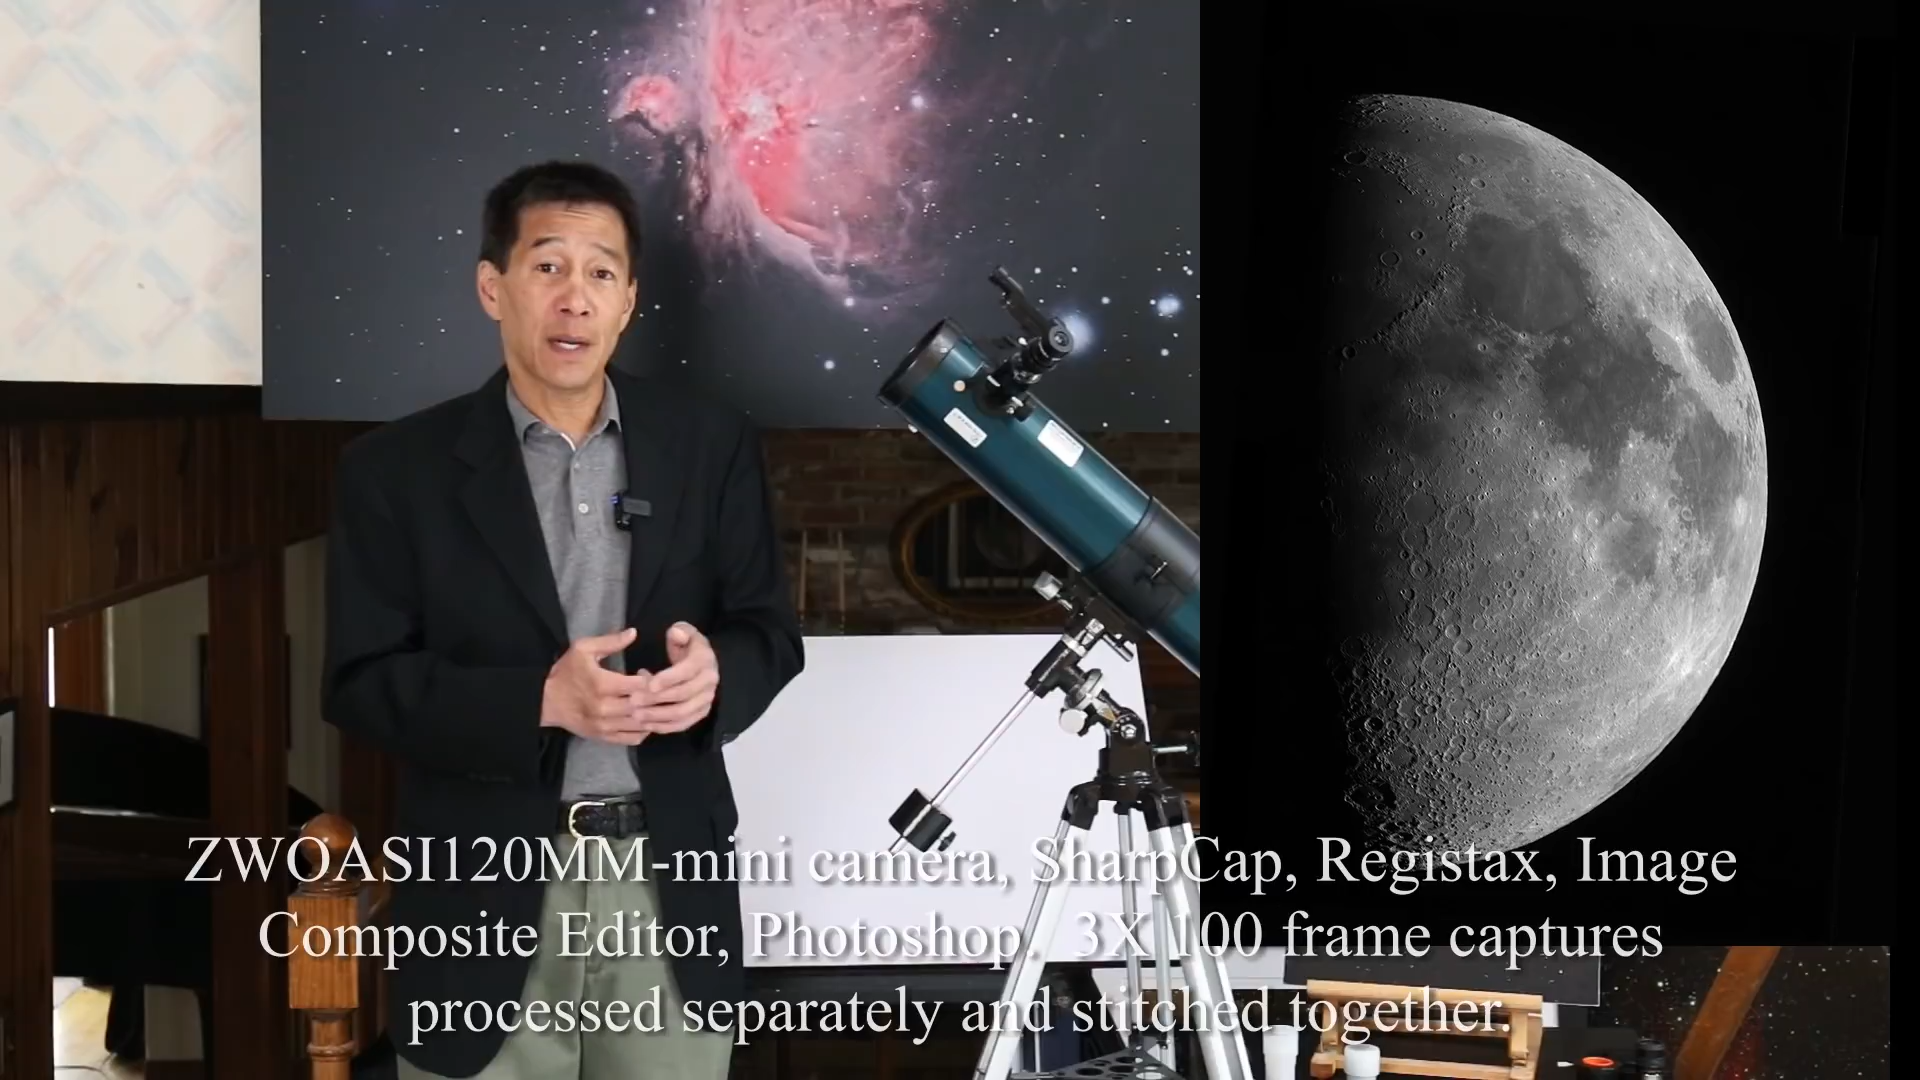 ZWOASI120MM-mini camera, SharpCap, Registax, Image
Composite Editor, Photoshop.  3X 100 frame captures
processed separately and stitched together.